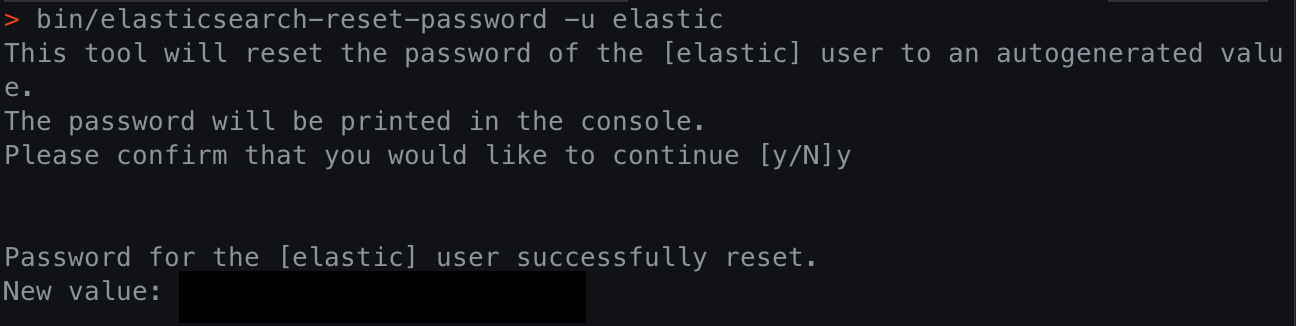 > bin/elasticsearch-reset-password -u elastic
This tool will reset the password of the [elastic] user to an autogenerated valu
e.
The password will be printed in the console.
Please confirm that you would like to continue [y/N]y
Password for the [elastic] user successfully reset.
New value: